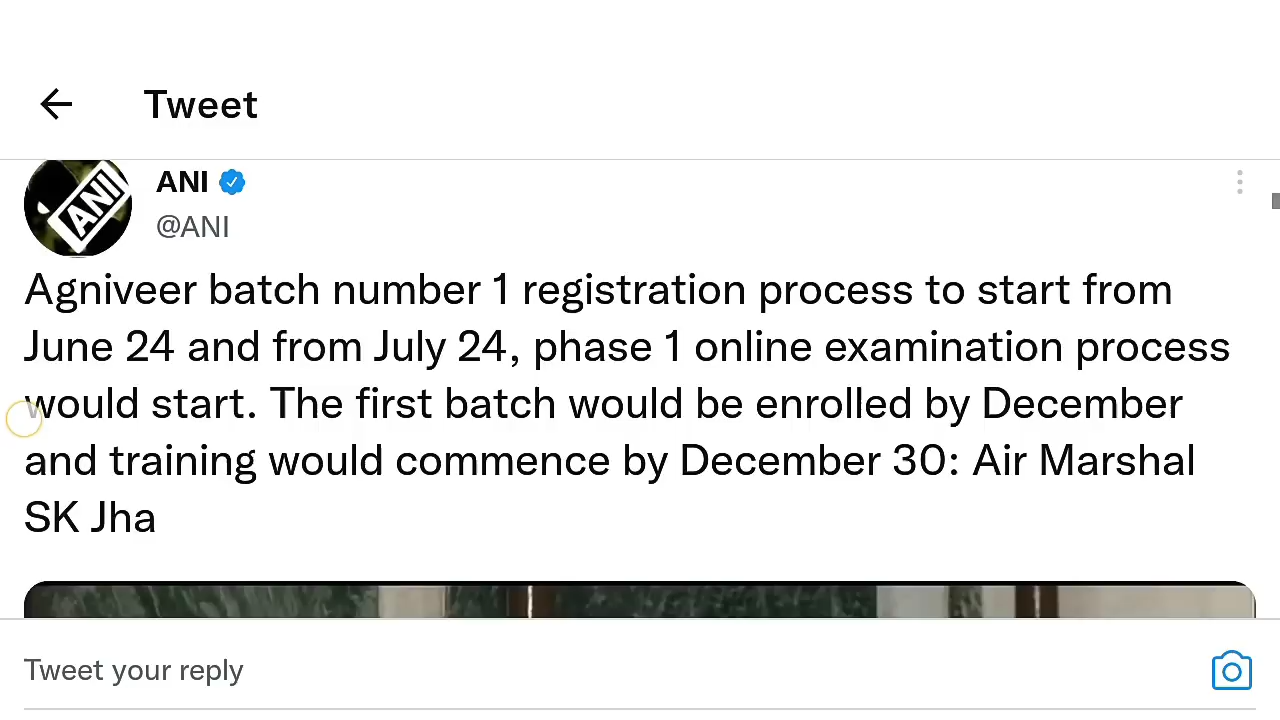 Tweet
ANI
ANI
@ANI
Agniveer batch number 1 registration process to start from
June 24 and from July 24, phase 1 online examination process
would start. The first batch would be enrolled by December
and training would commence by December 30: Air Marshal
SK Jha
Tweet your reply